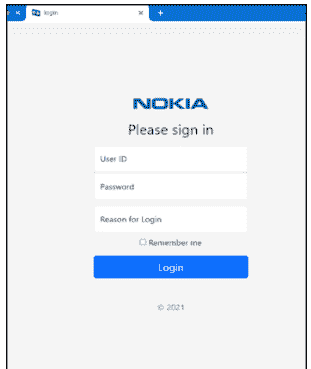 login
NOKIA
Please sign in
User ID
Password
Reason for Login
Remember me
Login
© 2021